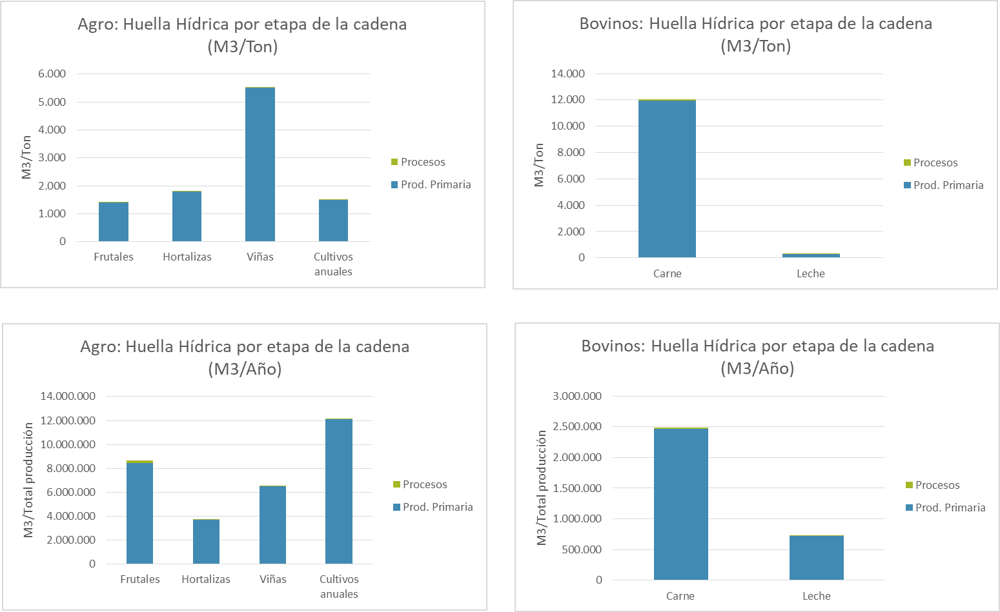 Agro: Huella Hídrica por etapa de la cadena
(M3/Ton)
6.000
5.000
4.000
3.000
2.000
1.000
0
M3/Ton
Frutales
Hortalizas
Viñas
Cultivos
anuales
Procesos
Prod. Primaria
Bovinos: Huella Hídrica por etapa de la cadena
(M3/Ton)
14.000
12.000
10.000
8.000
6.000
4.000
2.000
0
M3/Ton
Carne
Leche
Procesos
Prod. Primaria
Agro: Huella Hídrica por etapa de la cadena
(M3/Año)
14.000.000
12.000.000
10.000.000
8.000.000
6.000.000
4.000.000
2.000.000
0
M3/Total producción
Frutales
Hortalizas
Viñas
Cultivos
anuales
Procesos
Prod. Primaria
Bovinos: Huella Hídrica por etapa de la cadena
(M3/Año)
3.000.000
2.500.000
2.000.000
1.500.000
1.000.000
500.000
0
M3/Total producción
Carne
Leche
Procesos
Prod. Primaria